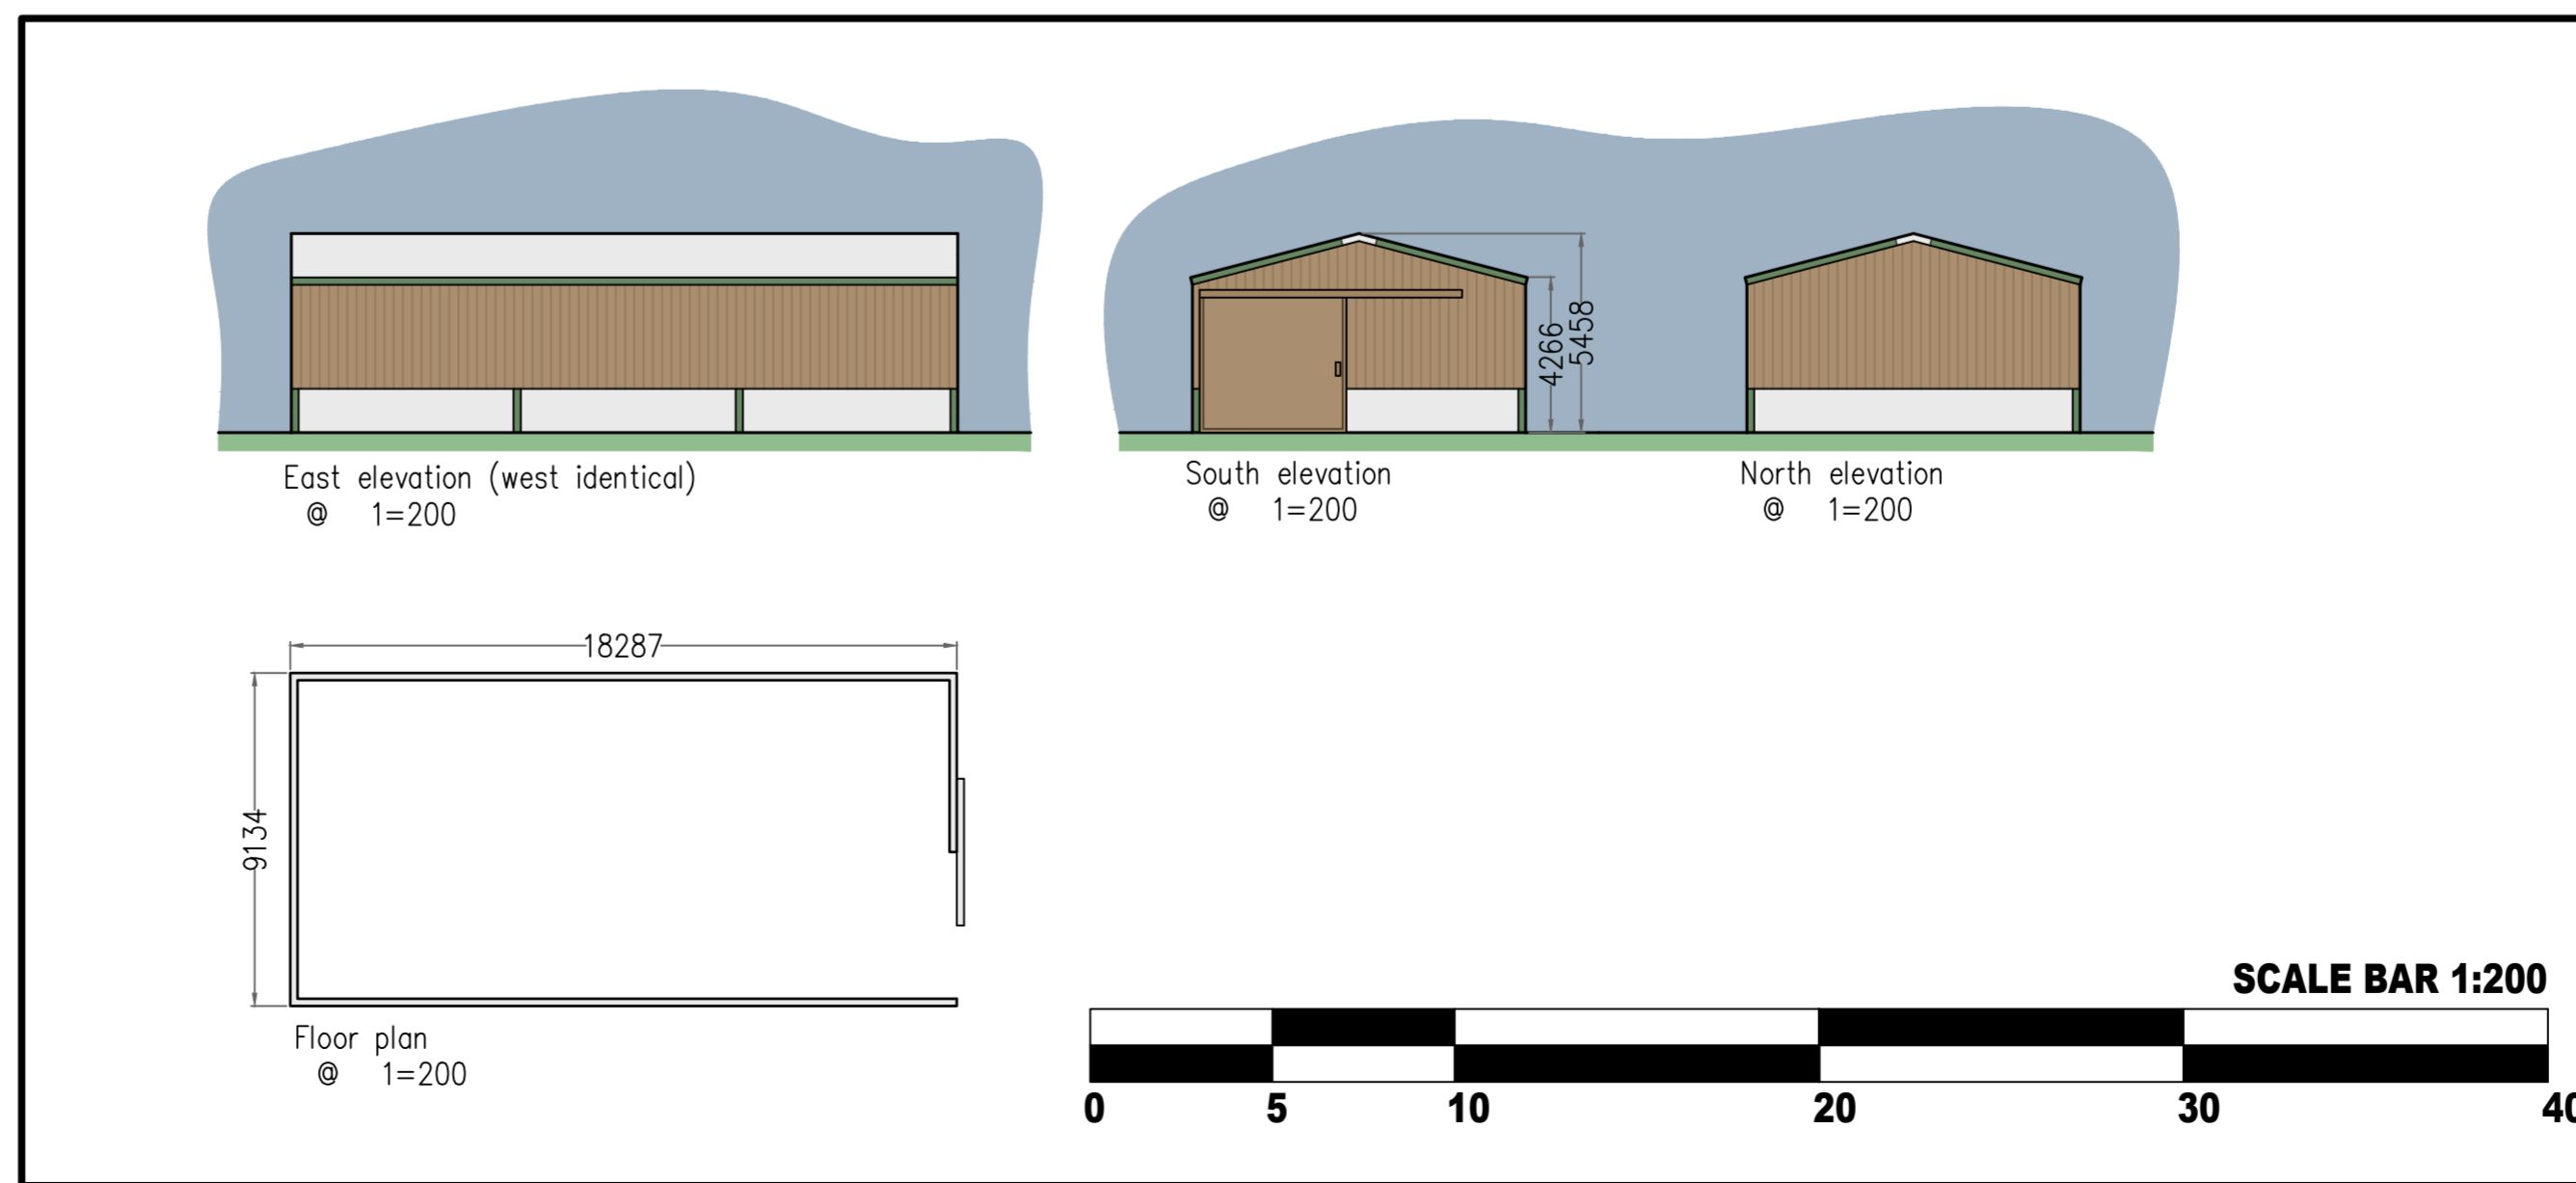 4266
5458
East elevation (west identical)
@ 1=200
South elevation
@ 1=200
North elevation
@ 1=200
18287
9134
Floor plan
@ 1=200
SCALE BAR 1:200
0 5 10 20 30 40